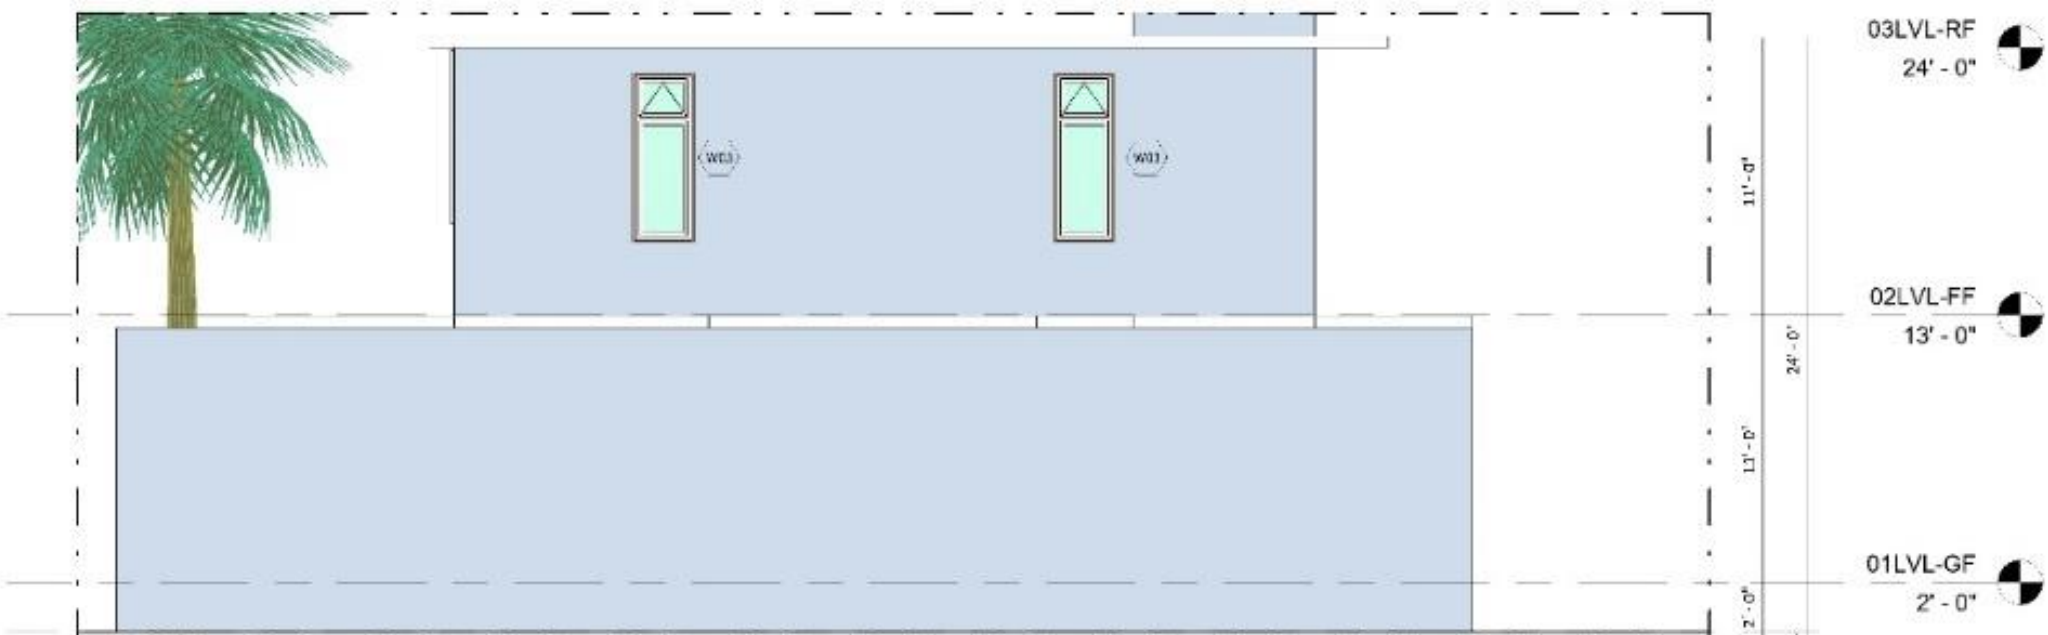 03LVL-RF
24' - 0"
W03
W03
11' - 0"
02LVL-FF
13' - 0"
24' - 0"
11' - 0"
01LVL-GF
2' - 0"
2' - 0"